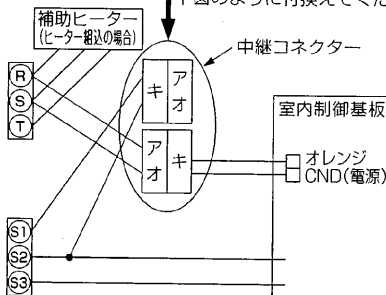 下図のように付換えてくだ
補助ヒーター
(ヒーター組込の場合)
中継コネクター
R
S
T
キ
ア
オ
ア
オ
キ
室内制御基板
オレンジ
CND(電源)
S1
S2
S3